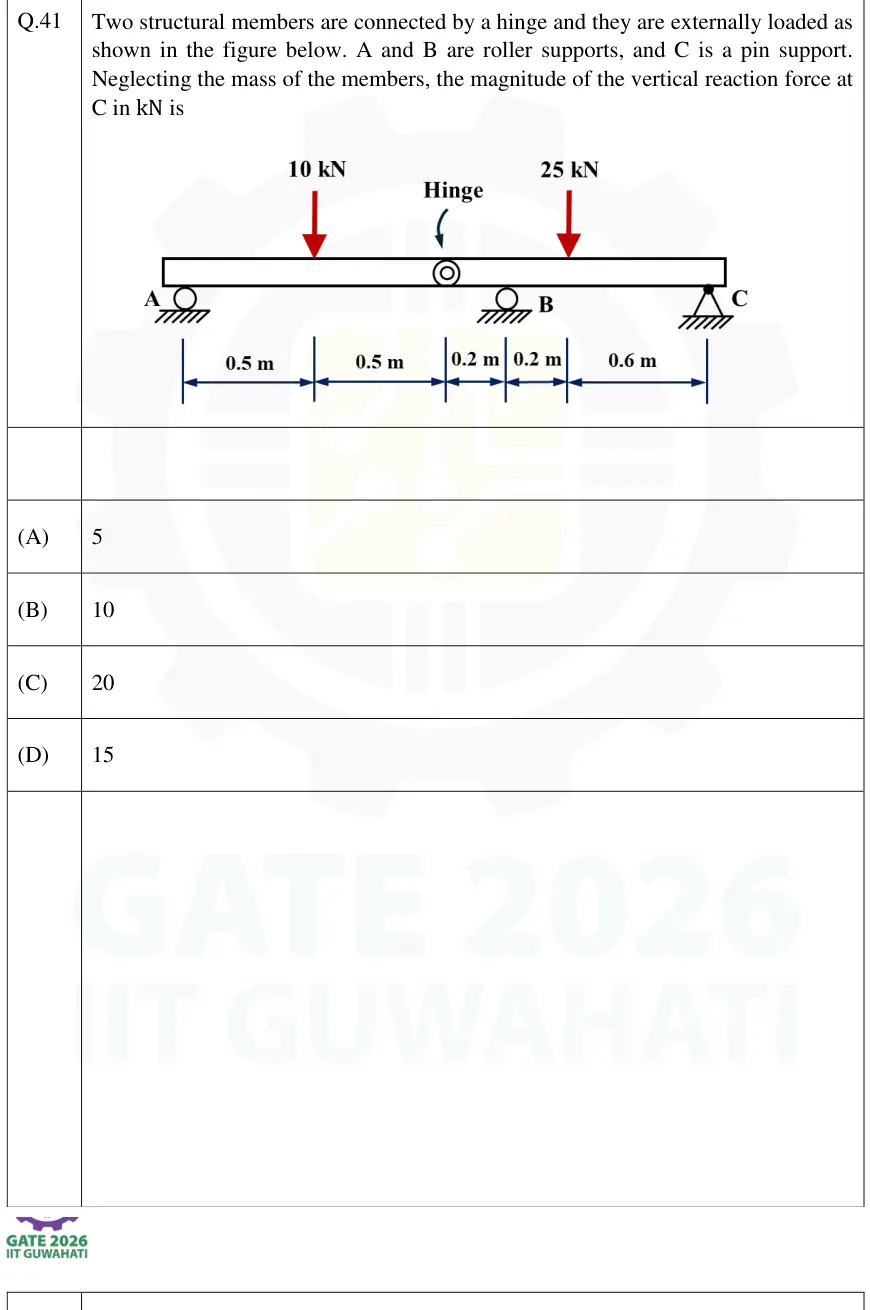 Q.41
Two structural members are connected by a hinge and they are externally loaded as
shown in the figure below. A and B are roller supports, and C is a pin support.
Neglecting the mass of the members, the magnitude of the vertical reaction force at
C in kN is
10 kN
25 kN
Hinge
A
B
C
0.5 m
0.5 m
0.2 m
0.2 m
0.6 m
(A) 5
(B) 10
(C) 20
(D) 15
GATE 2026
IIT GUWAHATI
GATE 2026
IIT GUWAHATI